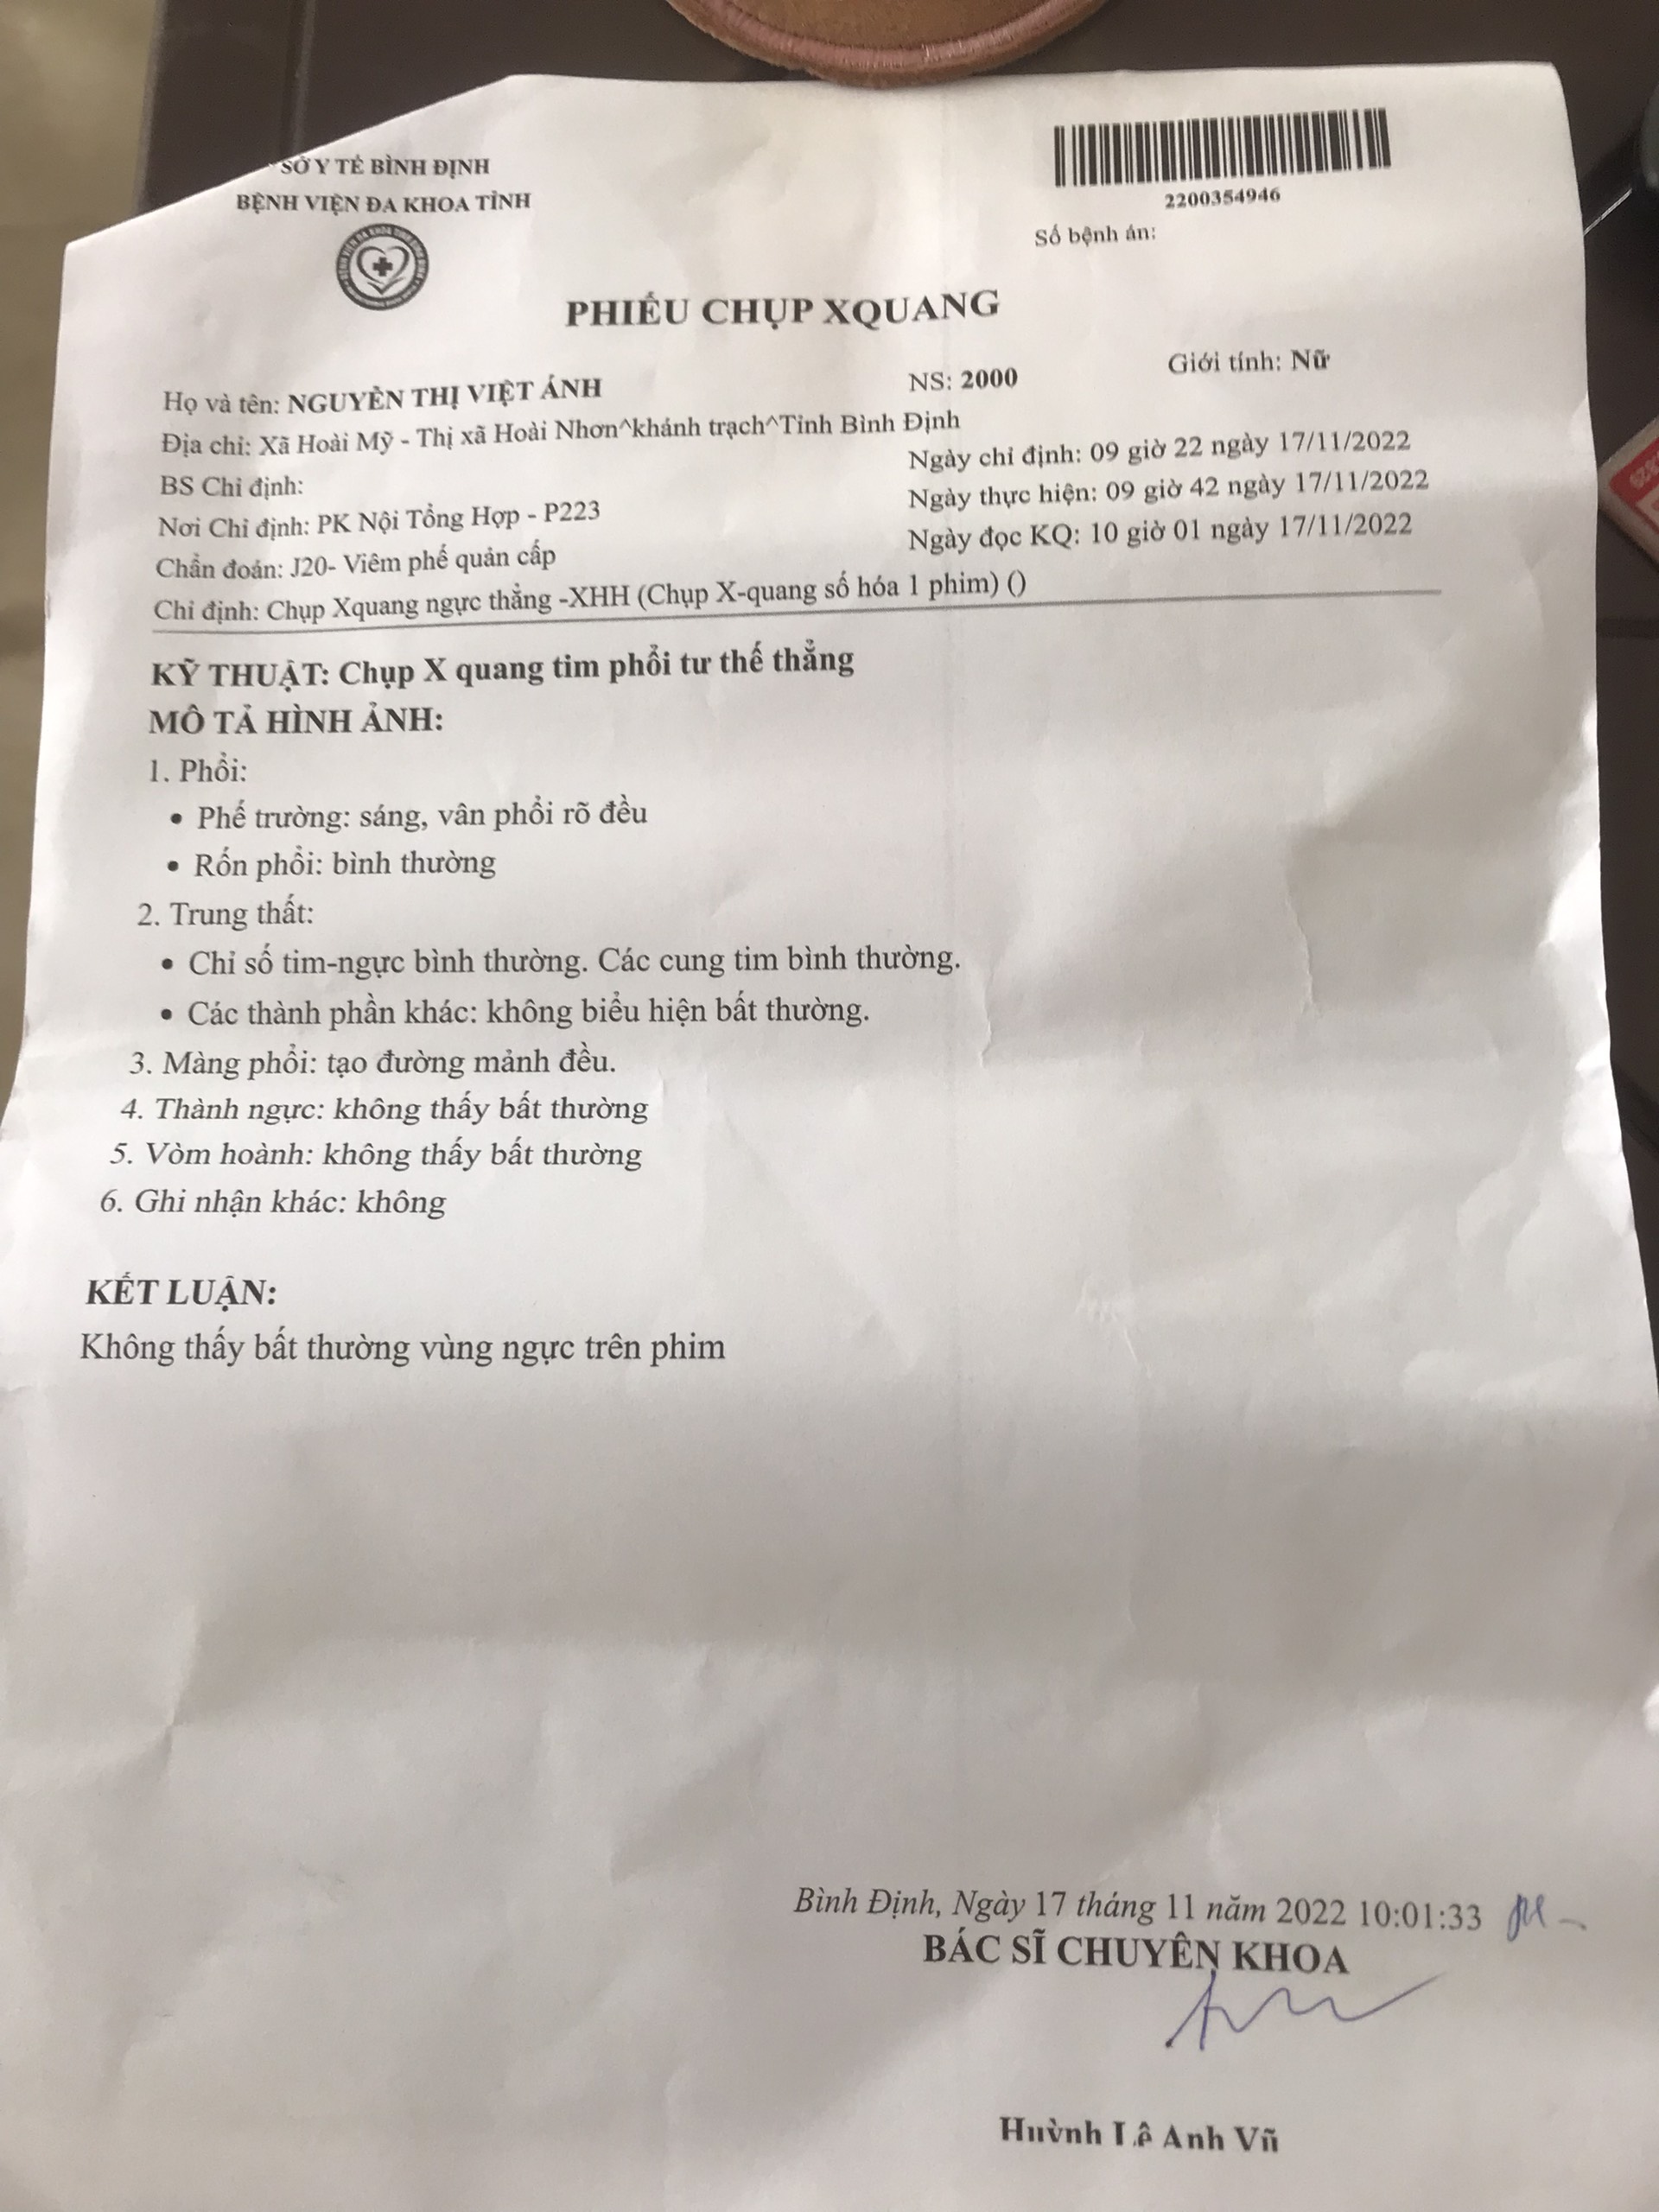 SỞ Y TẾ BÌNH ĐỊNH
BỆNH VIỆN ĐA KHOA TỈNH
2200354946
Số bệnh án:
PHIẾU CHỤP XQUANG
Họ và tên: NGUYỄN THỊ VIỆT ÁNH NS: 2000 Giới tính: Nữ
Địa chỉ: Xã Hoài Mỹ - Thị xã Hoài Nhơn^khánh trạch^Tỉnh Bình Định
BS Chỉ định: Ngày chỉ định: 09 giờ 22 ngày 17/11/2022
Nơi Chỉ định: PK Nội Tổng Hợp - P223 Ngày thực hiện: 09 giờ 42 ngày 17/11/2022
Chẩn đoán: J20- Viêm phế quản cấp Ngày đọc KQ: 10 giờ 01 ngày 17/11/2022
Chỉ định: Chụp Xquang ngực thẳng -XHH (Chụp X-quang số hóa 1 phim) ()
KỸ THUẬT: Chụp X quang tim phổi tư thế thẳng
MÔ TẢ HÌNH ẢNH:
1. Phổi:
• Phế trường: sáng, vân phổi rõ đều
• Rốn phổi: bình thường
2. Trung thất:
• Chỉ số tim-ngực bình thường. Các cung tim bình thường.
• Các thành phần khác: không biểu hiện bất thường.
3. Màng phổi: tạo đường mảnh đều.
4. Thành ngực: không thấy bất thường
5. Vòm hoành: không thấy bất thường
6. Ghi nhận khác: không
KẾT LUẬN:
Không thấy bất thường vùng ngực trên phim
Bình Định, Ngày 17 tháng 11 năm 2022 10:01:33
BÁC SĨ CHUYÊN KHOA
Huỳnh Lê Anh Vũ